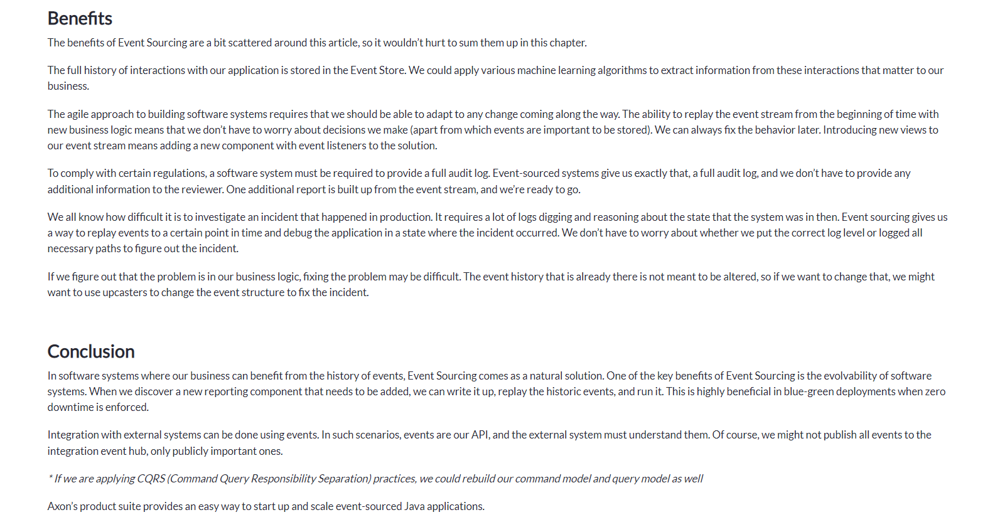 Benefits
The benefits of Event Sourcing are a bit scattered around this article, so it wouldn't hurt to sum them up in this chapter.
The full history of interactions with our application is stored in the Event Store. We could apply various machine learning algorithms to extract information from these interactions that matter to our
business.
The agile approach to building software systems requires that we should be able to adapt to any change coming along the way. The ability to replay the event stream from the beginning of time with
new business logic means that we don't have to worry about decisions we make (apart from which events are important to be stored). We can always fix the behavior later. Introducing new views to
our event stream means adding a new component with event listeners to the solution.
To comply with certain regulations, a software system must be required to provide a full audit log. Event-sourced systems give us exactly that, a full audit log, and we don't have to provide any
additional information to the reviewer. One additional report is built up from the event stream, and we're ready to go.
We all know how difficult it is to investigate an incident that happened in production. It requires a lot of logs digging and reasoning about the state that the system was in then. Event sourcing gives us
a way to replay events to a certain point in time and debug the application in a state where the incident occurred. We don't have to worry about whether we put the correct log level or logged all
necessary paths to figure out the incident.
If we figure out that the problem is in our business logic, fixing the problem may be difficult. The event history that is already there is not meant to be altered, so if we want to change that, we might
want to use upcasters to change the event structure to fix the incident.
Conclusion
In software systems where our business can benefit from the history of events, Event Sourcing comes as a natural solution. One of the key benefits of Event Sourcing is the evolvability of software
systems. When we discover a new reporting component that needs to be added, we can write it up, replay the historic events, and run it. This is highly beneficial in blue-green deployments when zero
downtime is enforced.
Integration with external systems can be done using events. In such scenarios, events are our API, and the external system must understand them. Of course, we might not publish all events to the
integration event hub, only publicly important ones.
* If we are applying CQRS (Command Query Responsibility Separation) practices, we could rebuild our command model and query model as well
Axon's product suite provides an easy way to start up and scale event-sourced Java applications.